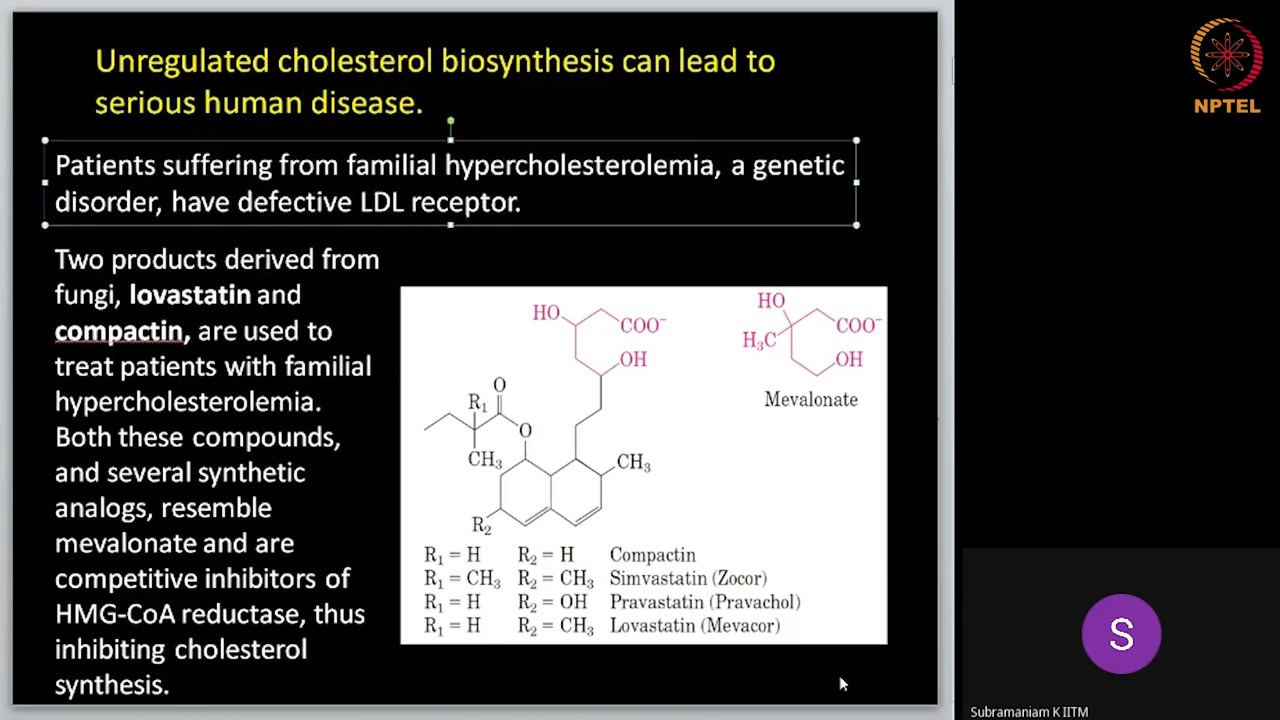 Unregulated cholesterol biosynthesis can lead to
serious human disease.
Patients suffering from familial hypercholesterolemia, a genetic
disorder, have defective LDL receptor.
Two products derived from
fungi, lovastatin and
compactin, are used to
treat patients with familial
hypercholesterolemia.
Both these compounds,
and several synthetic
analogs, resemble
mevalonate and are
competitive inhibitors of
HMG-CoA reductase, thus
inhibiting cholesterol
synthesis.
HO
COO⁻
OH
O
R₁
O
CH₃
CH₃
R₂
HO
COO⁻
H₃C
OH
Mevalonate
R₁ = H R₂ = H Compactin
R₁ = CH₃ R₂ = CH₃ Simvastatin (Zocor)
R₁ = H R₂ = OH Pravastatin (Pravachol)
R₁ = H R₂ = CH₃ Lovastatin (Mevacor)
NPTEL
S
Subramaniam K IITM